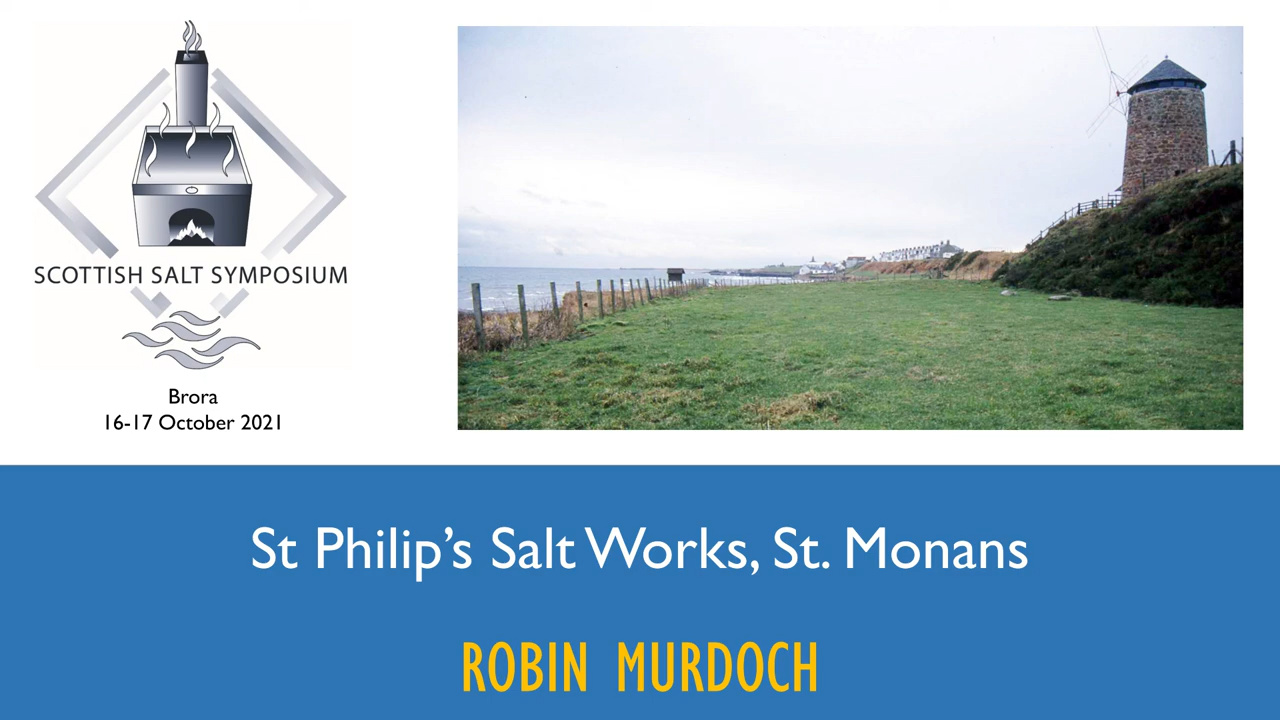 SCOTTISH SALT SYMPOSIUM
Brora
16-17 October 2021
St Philip's Salt Works, St. Monans
ROBIN MURDOCH